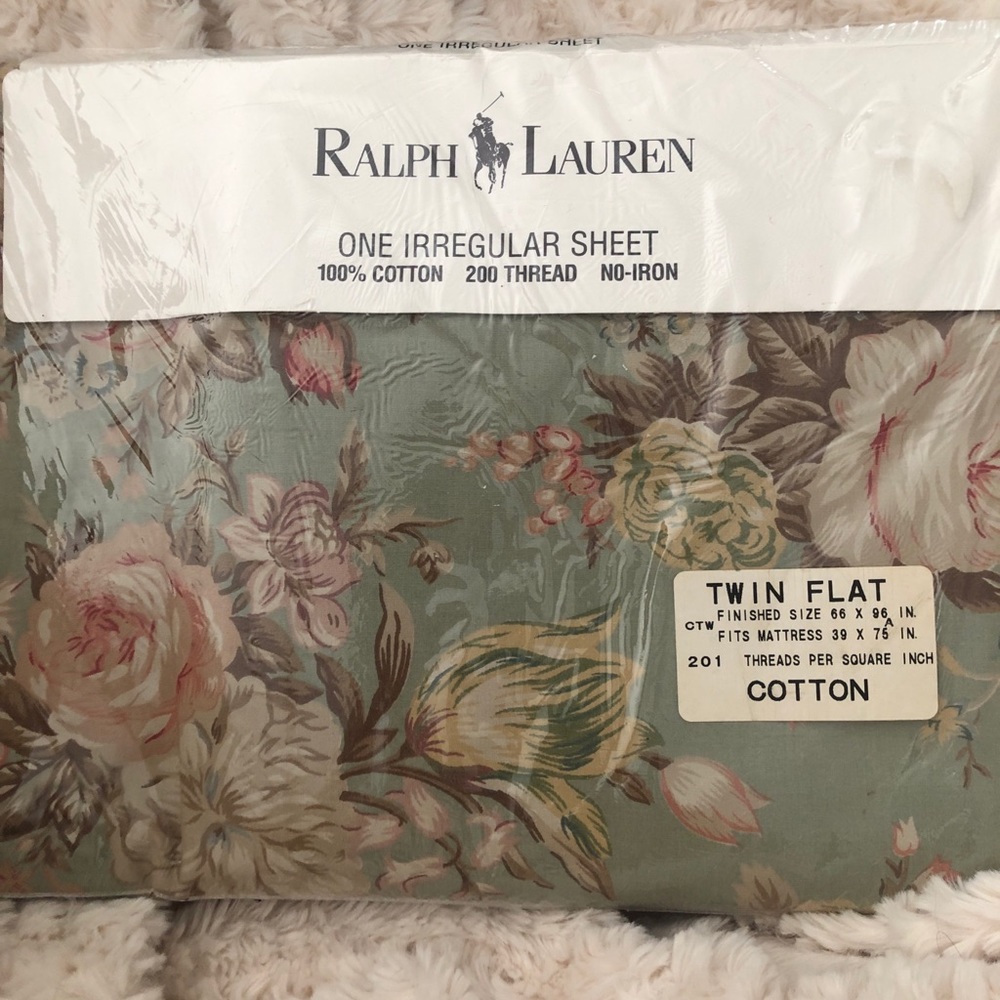 ONE IRREGULAR SHEET
RALPH LAUREN
ONE IRREGULAR SHEET
100% COTTON 200 THREAD NO-IRON
TWIN FLAT
FINISHED SIZE 66 X 96 IN.
CTW A
FITS MATTRESS 39 X 75 IN.
201 THREADS PER SQUARE INCH
COTTON